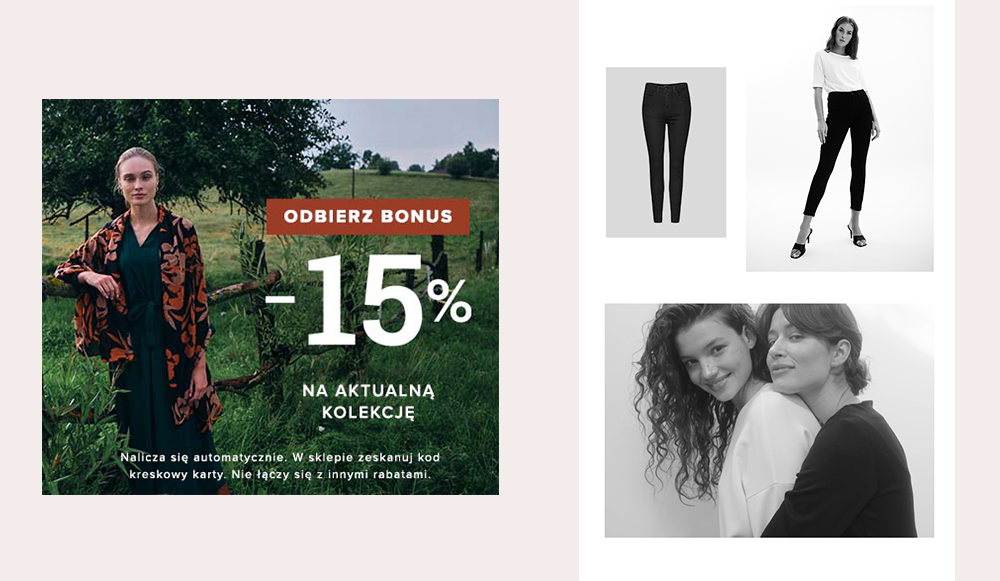 ODBIERZ BONUS
-15%
NA AKTUALNĄ
KOLEKCJĘ
Nalicza się automatycznie. W sklepie zeskanuj kod
kreskowy karty. Nie łączy się z innymi rabatami.